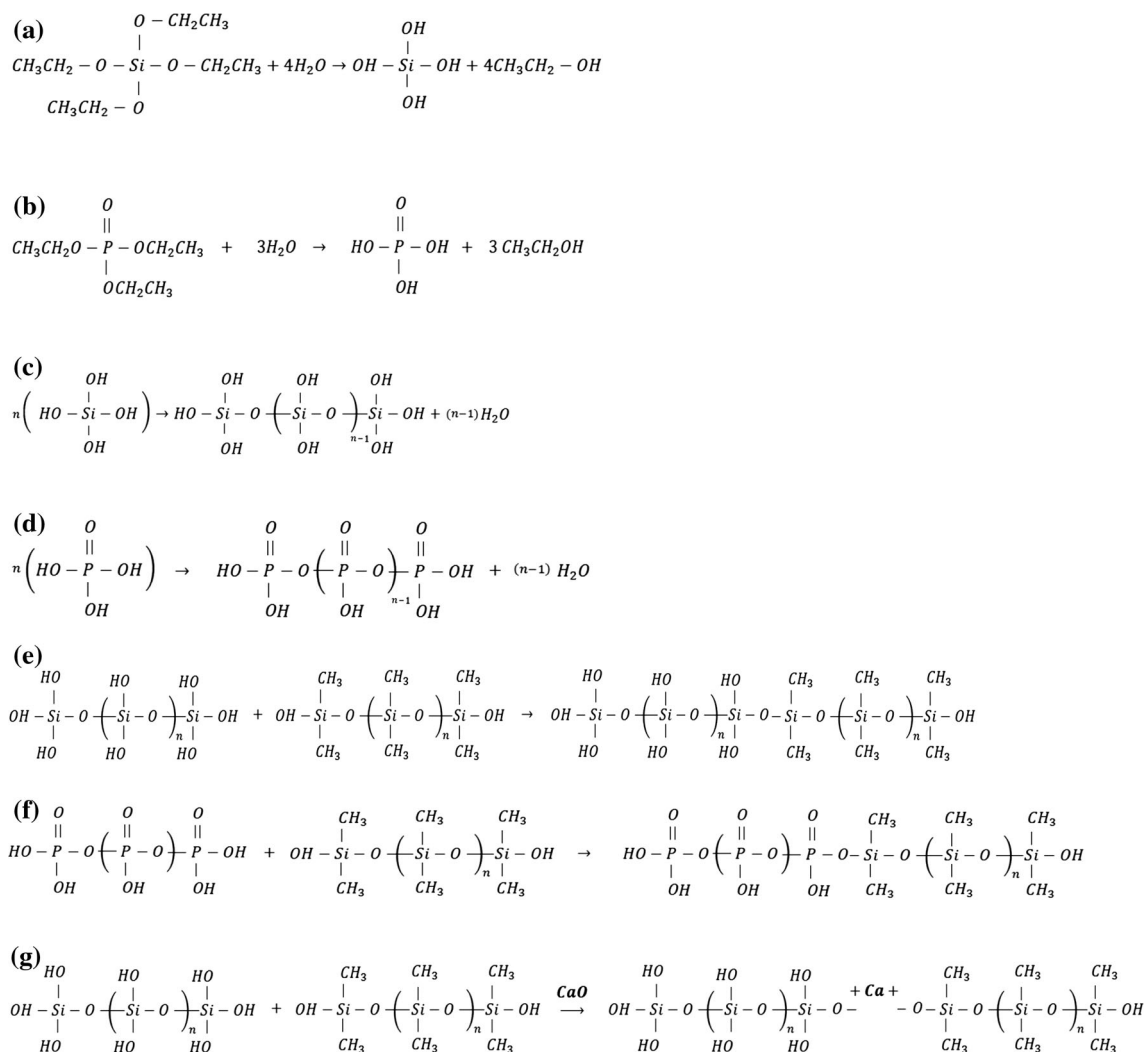 (a)
O − CH₂CH₃
|
CH₃CH₂ − O − Si − O − CH₂CH₃ + 4H₂O → OH − Si − OH + 4CH₃CH₂ − OH
OH
|
|
CH₃CH₂ − O
|
OH
(b)
O
||
CH₃CH₂O − P − OCH₂CH₃ + 3H₂O →
|
OCH₂CH₃
O
||
HO − P − OH + 3 CH₃CH₂OH
|
OH
(c)
OH OH OH OH
| | | |
n( HO − Si − OH ) → HO − Si − O −( Si − O )− Si − OH + (n−1)H₂O
| | | n−1 |
OH OH OH OH
(d)
O O O O
|| || || ||
n(HO − P − OH) → HO − P − O −( P − O )− P − OH + (n−1) H₂O
| | | n−1 |
OH OH OH OH
(e)
HO HO HO CH₃ CH₃ CH₃ HO HO HO CH₃ CH₃ CH₃
| | | | | | | | | | | |
OH − Si − O −( Si − O )n − Si − OH + OH − Si − O −( Si − O )n − Si − OH → OH − Si − O −( Si − O )n − Si − O − Si − O −( Si − O )n − Si − OH
| | | | | | | | | | | |
HO HO HO CH₃ CH₃ CH₃ HO HO HO CH₃ CH₃ CH₃
(f)
O O O CH₃ CH₃ CH₃ O O O CH₃ CH₃ CH₃
|| || || | | | || || || | | |
HO − P − O −( P − O )− P − OH + OH − Si − O −( Si − O )n − Si − OH → HO − P − O −( P − O )− P − O − Si − O −( Si − O )n − Si − OH
| | | | | | | | | | | |
OH OH OH CH₃ CH₃ CH₃ OH OH OH CH₃ CH₃ CH₃
(g)
HO HO HO CH₃ CH₃ CH₃ HO HO HO CH₃ CH₃ CH₃
| | | | | | | | | | | |
OH − Si − O −( Si − O )n − Si − OH + OH − Si − O −( Si − O )n − Si − OH CaO → OH − Si − O −( Si − O )n − Si − O − + Ca + − O − Si − O −( Si − O )n − Si − OH
| | | | | | | | | | | |
HO HO HO CH₃ CH₃ CH₃ HO HO HO CH₃ CH₃ CH₃